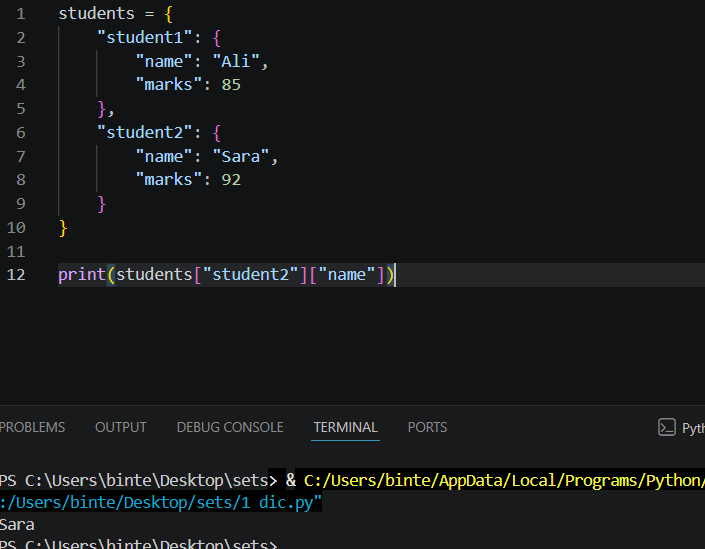 1 students = {
2     "student1": {
3         "name": "Ali",
4         "marks": 85
5     },
6     "student2": {
7         "name": "Sara",
8         "marks": 92
9     }
10 }
11
12 print(students["student2"]["name"])
PROBLEMS OUTPUT DEBUG CONSOLE TERMINAL PORTS Pyth
PS C:\Users\binte\Desktop\sets> & C:/Users/binte/AppData/Local/Programs/Python/
:/Users/binte/Desktop/sets/1 dic.py"
Sara
PS C:\Users\binte\Desktop\sets>